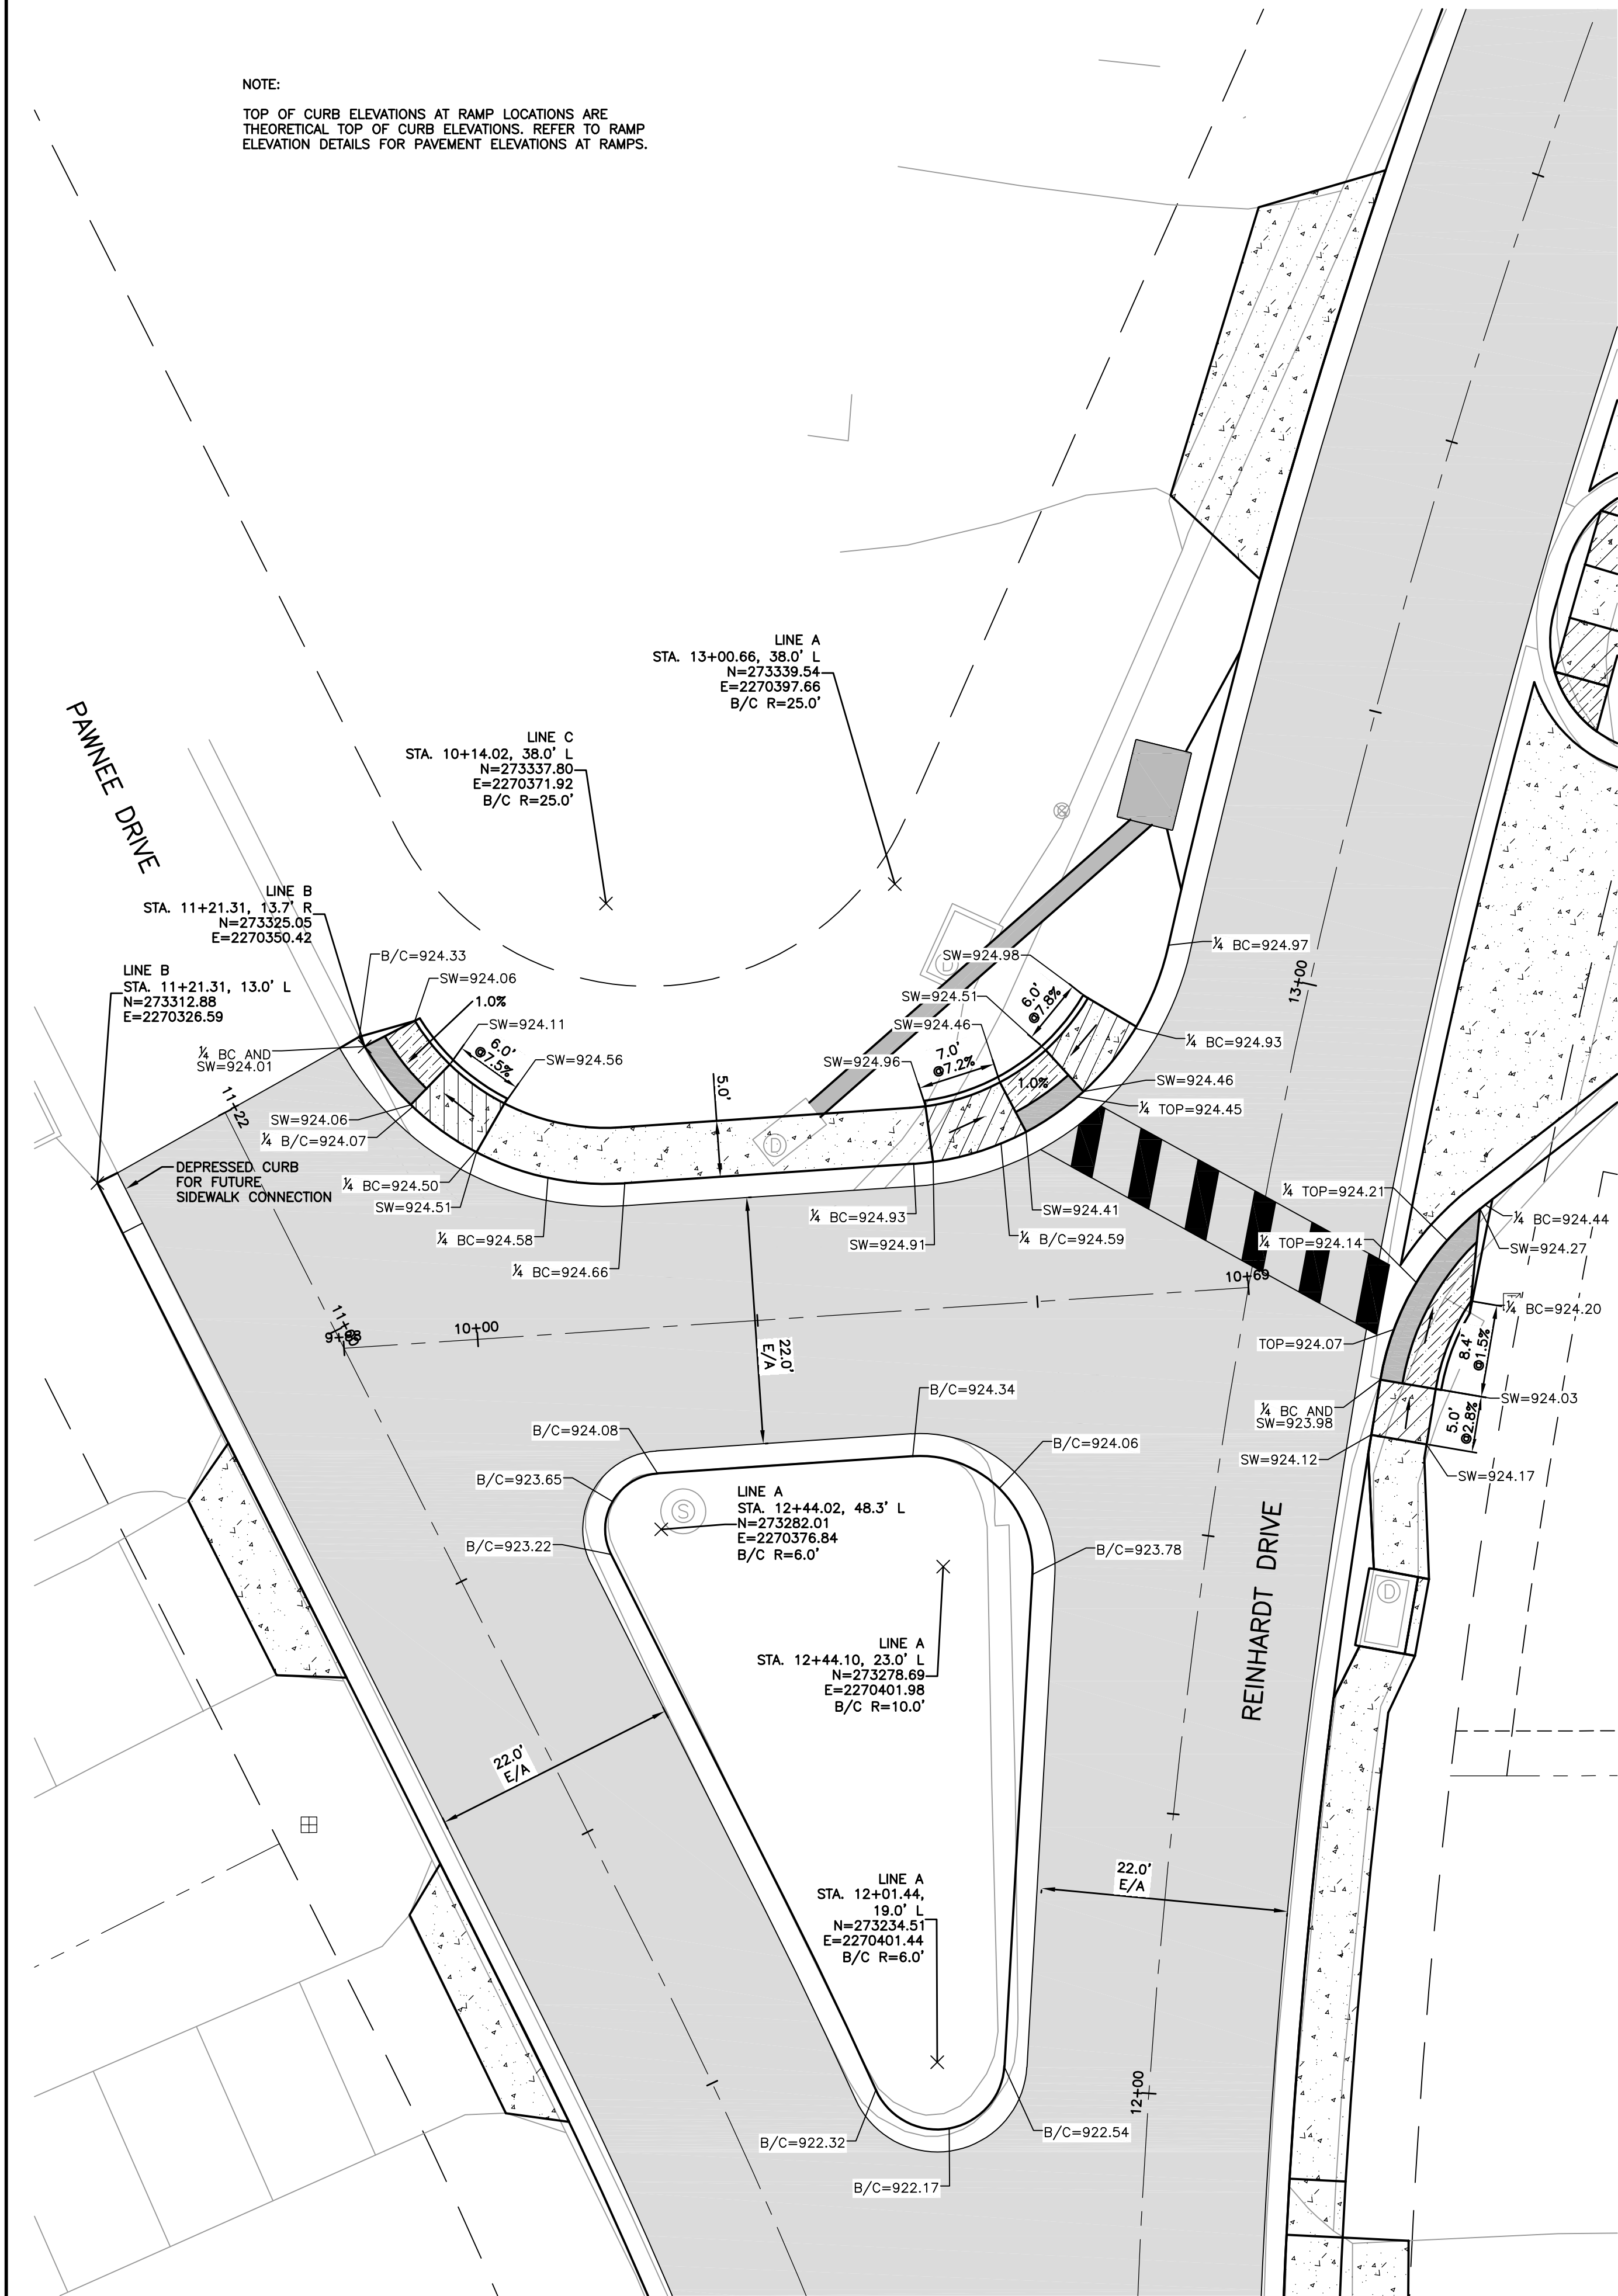 NOTE:
TOP OF CURB ELEVATIONS AT RAMP LOCATIONS ARE
THEORETICAL TOP OF CURB ELEVATIONS. REFER TO RAMP
ELEVATION DETAILS FOR PAVEMENT ELEVATIONS AT RAMPS.
LINE A
STA. 13+00.66, 38.0' L
N=273339.54
E=2270397.66
B/C R=25.0'
PAWNEE DRIVE
LINE C
STA. 10+14.02, 38.0' L
N=273337.80
E=2270371.92
B/C R=25.0'
LINE B
STA. 11+21.31, 13.7' R
N=273325.05
E=2270350.42
LINE B
STA. 11+21.31, 13.0' L
N=273312.88
E=2270326.59
B/C=924.33
SW=924.06
1.0%
SW=924.11
6.0'
@7.5%
SW=924.56
¼ BC AND
SW=924.01
11+22
SW=924.06
¼ B/C=924.07
DEPRESSED CURB
FOR FUTURE
SIDEWALK CONNECTION
¼ BC=924.50
SW=924.51
¼ BC=924.58
¼ BC=924.66
5.0'
D
D
SW=924.98
SW=924.51
SW=924.46
SW=924.96
6.0'
@7.8%
7.0'
@7.2%
1.0%
¼ BC=924.97
13+00
¼ BC=924.93
SW=924.46
¼ TOP=924.45
¼ BC=924.93
SW=924.91
SW=924.41
¼ B/C=924.59
¼ TOP=924.21
¼ TOP=924.14
¼ BC=924.44
SW=924.27
¼ BC=924.20
TOP=924.07
8.4'
@1.5%
¼ BC AND
SW=923.98
SW=924.03
5.0'
@2.8%
SW=924.12
SW=924.17
9+98
10+00
10+69
22.0'
E/A
B/C=924.34
B/C=924.08
B/C=924.06
B/C=923.65
S
LINE A
STA. 12+44.02, 48.3' L
N=273282.01
E=2270376.84
B/C R=6.0'
B/C=923.22
B/C=923.78
D
REINHARDT DRIVE
LINE A
STA. 12+44.10, 23.0' L
N=273278.69
E=2270401.98
B/C R=10.0'
22.0'
E/A
22.0'
E/A
LINE A
STA. 12+01.44,
19.0' L
N=273234.51
E=2270401.44
B/C R=6.0'
12+00
B/C=922.32
B/C=922.54
B/C=922.17